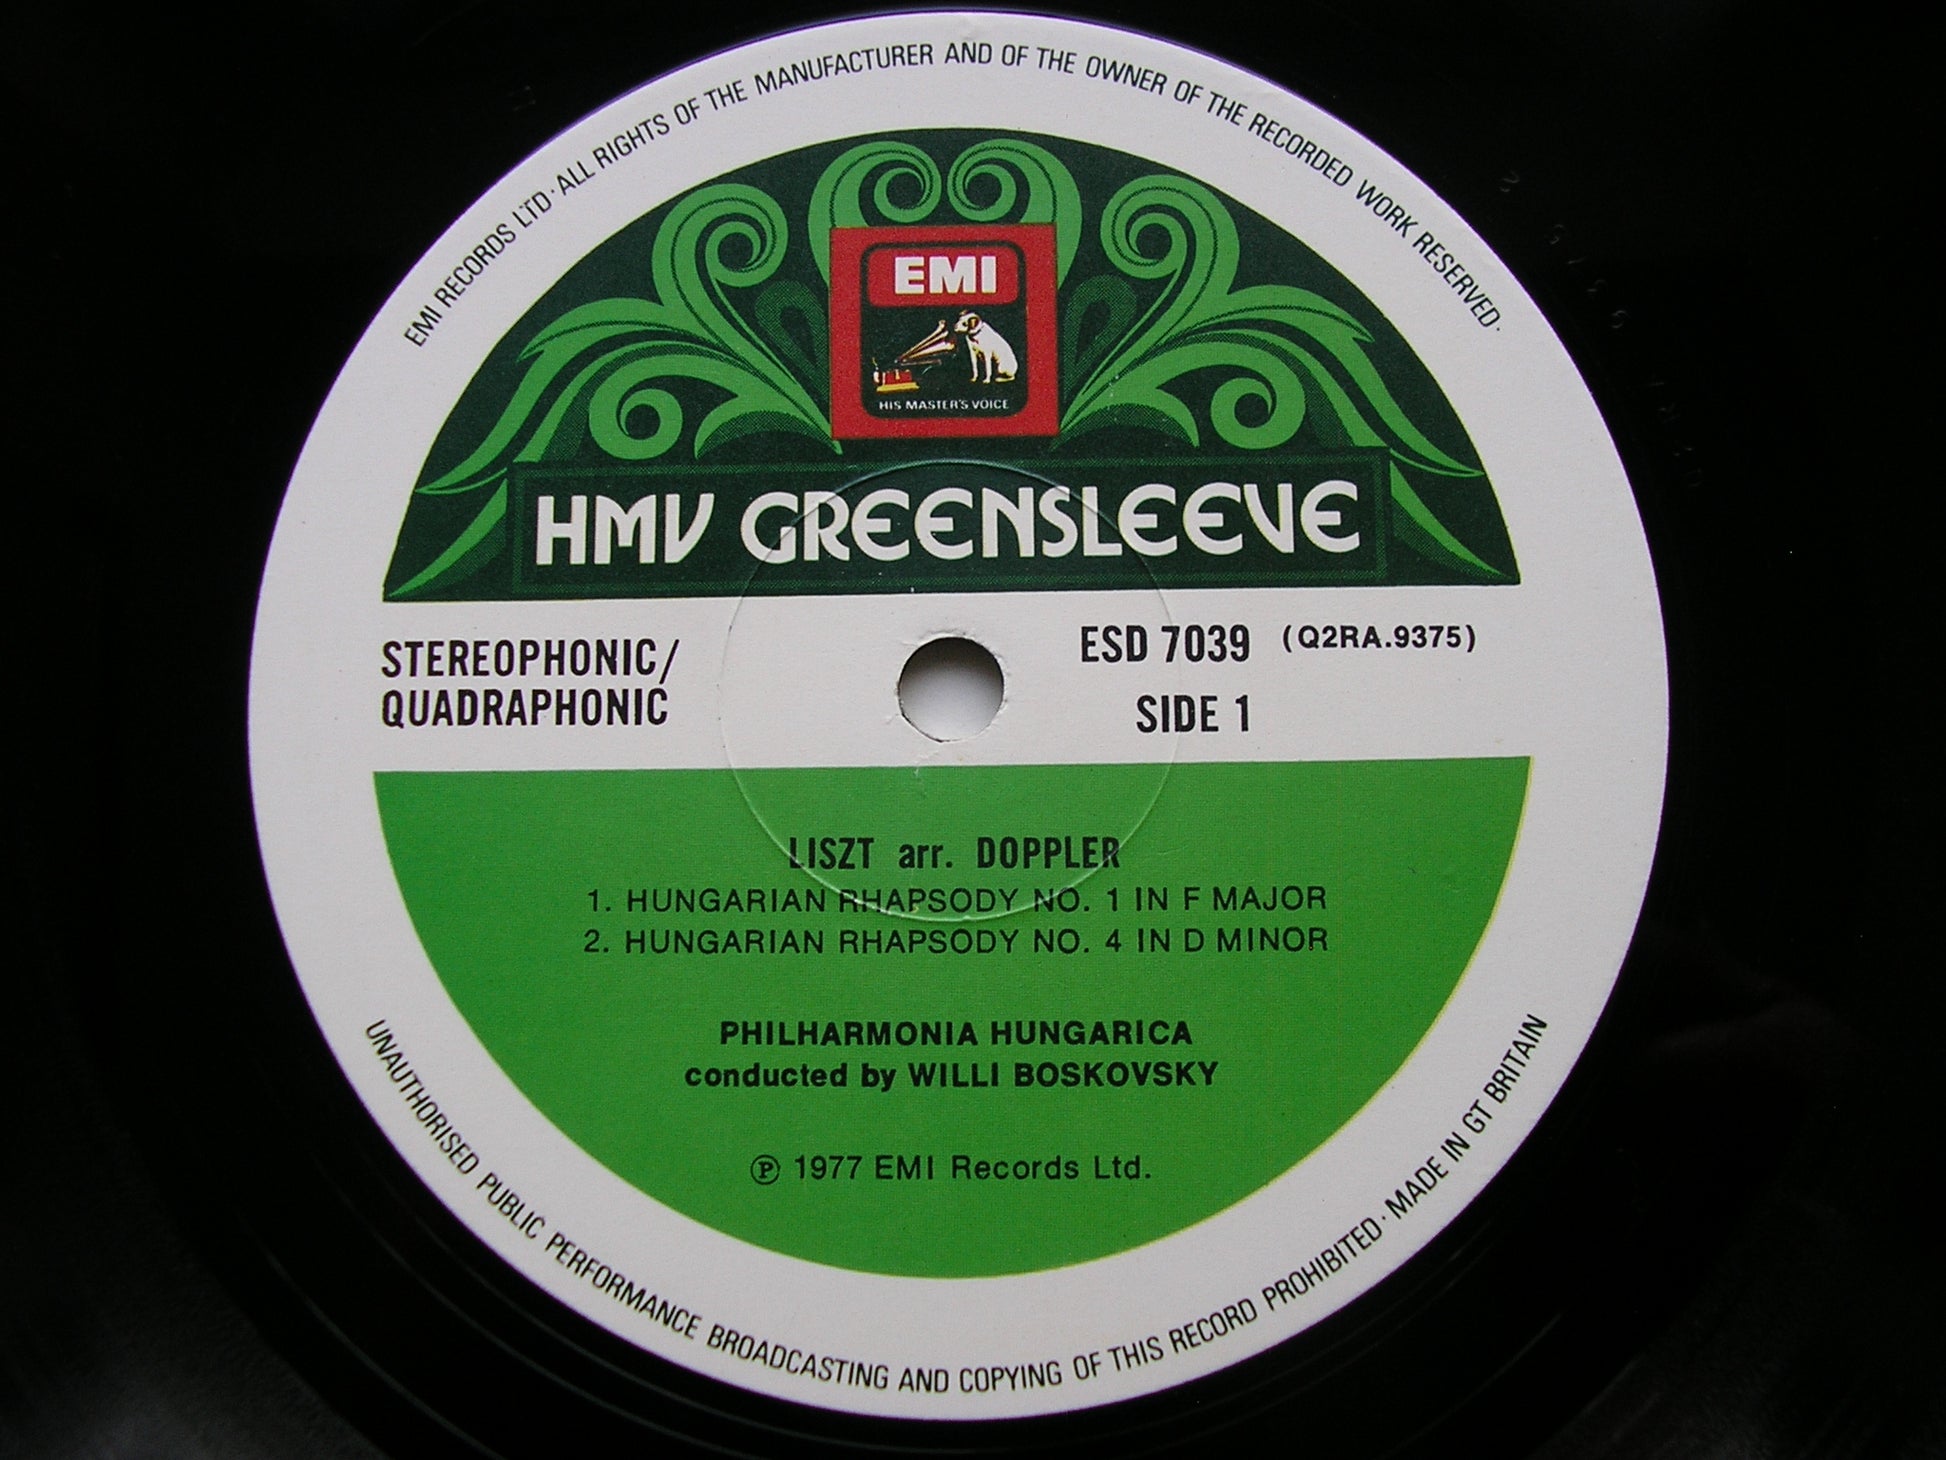 EMI RECORDS LTD · ALL RIGHTS OF THE MANUFACTURER AND OF THE OWNER OF THE RECORDED WORK RESERVED ·
EMI
HIS MASTER'S VOICE
HMV GREENSLEEVE
STEREOPHONIC/
QUADRAPHONIC
ESD 7039 (Q2RA.9375)
SIDE 1
LISZT arr. DOPPLER
1. HUNGARIAN RHAPSODY NO. 1 IN F MAJOR
2. HUNGARIAN RHAPSODY NO. 4 IN D MINOR
PHILHARMONIA HUNGARICA
conducted by WILLI BOSKOVSKY
Ⓟ 1977 EMI Records Ltd.
UNAUTHORISED PUBLIC PERFORMANCE BROADCASTING AND COPYING OF THIS RECORD PROHIBITED · MADE IN GT BRITAIN